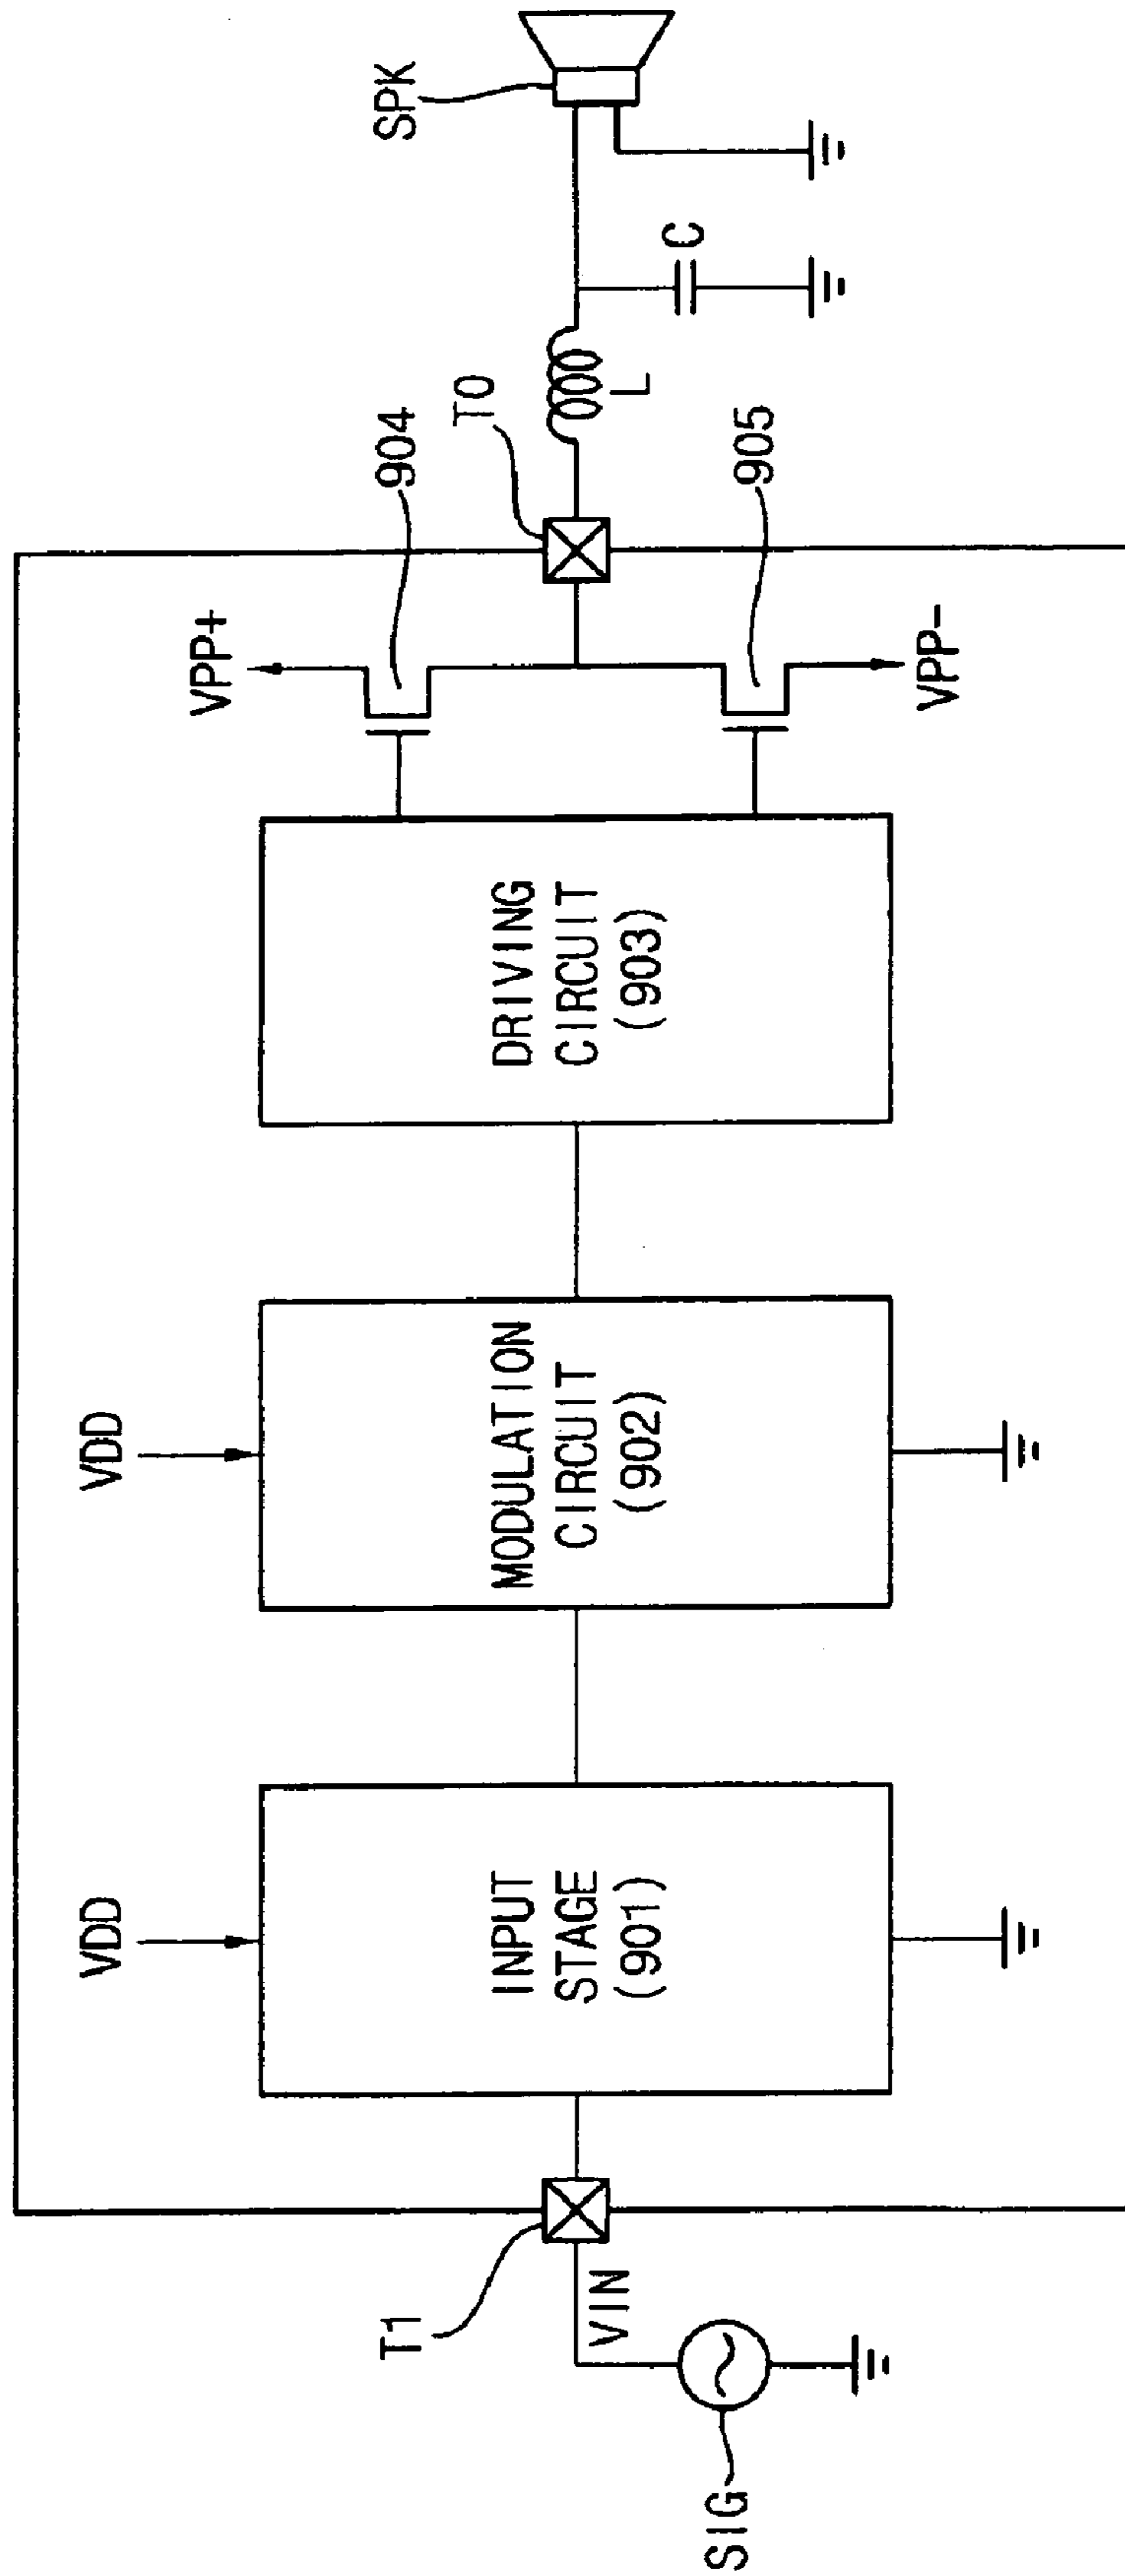 SIG
VIN
T1
VDD
INPUT
STAGE
(901)
VDD
MODULATION
CIRCUIT
(902)
DRIVING
CIRCUIT
(903)
VPP+
904
905
VPP-
TO
L
C
SPK